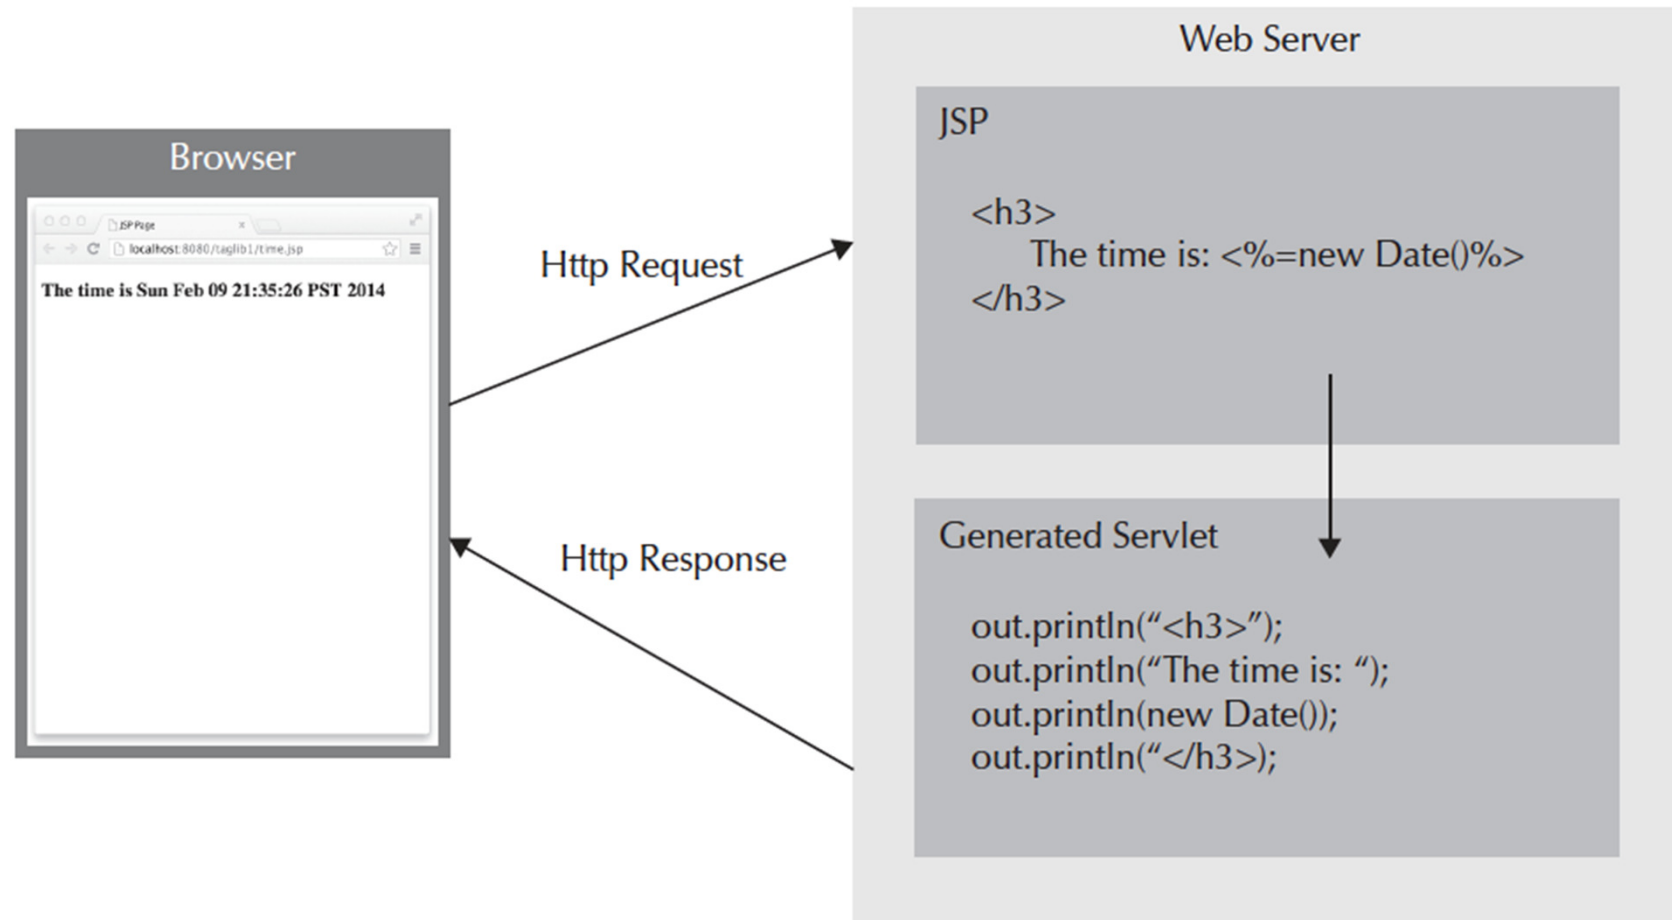 Web Server
JSP
<h3>
The time is: <%=new Date()%>
</h3>
Browser
JSP Page
localhost:8080/taglib1/time.jsp
The time is Sun Feb 09 21:35:26 PST 2014
Http Request
Http Response
Generated Servlet
out.println(“<h3>”);
out.println(“The time is: “);
out.println(new Date());
out.println(“</h3>);